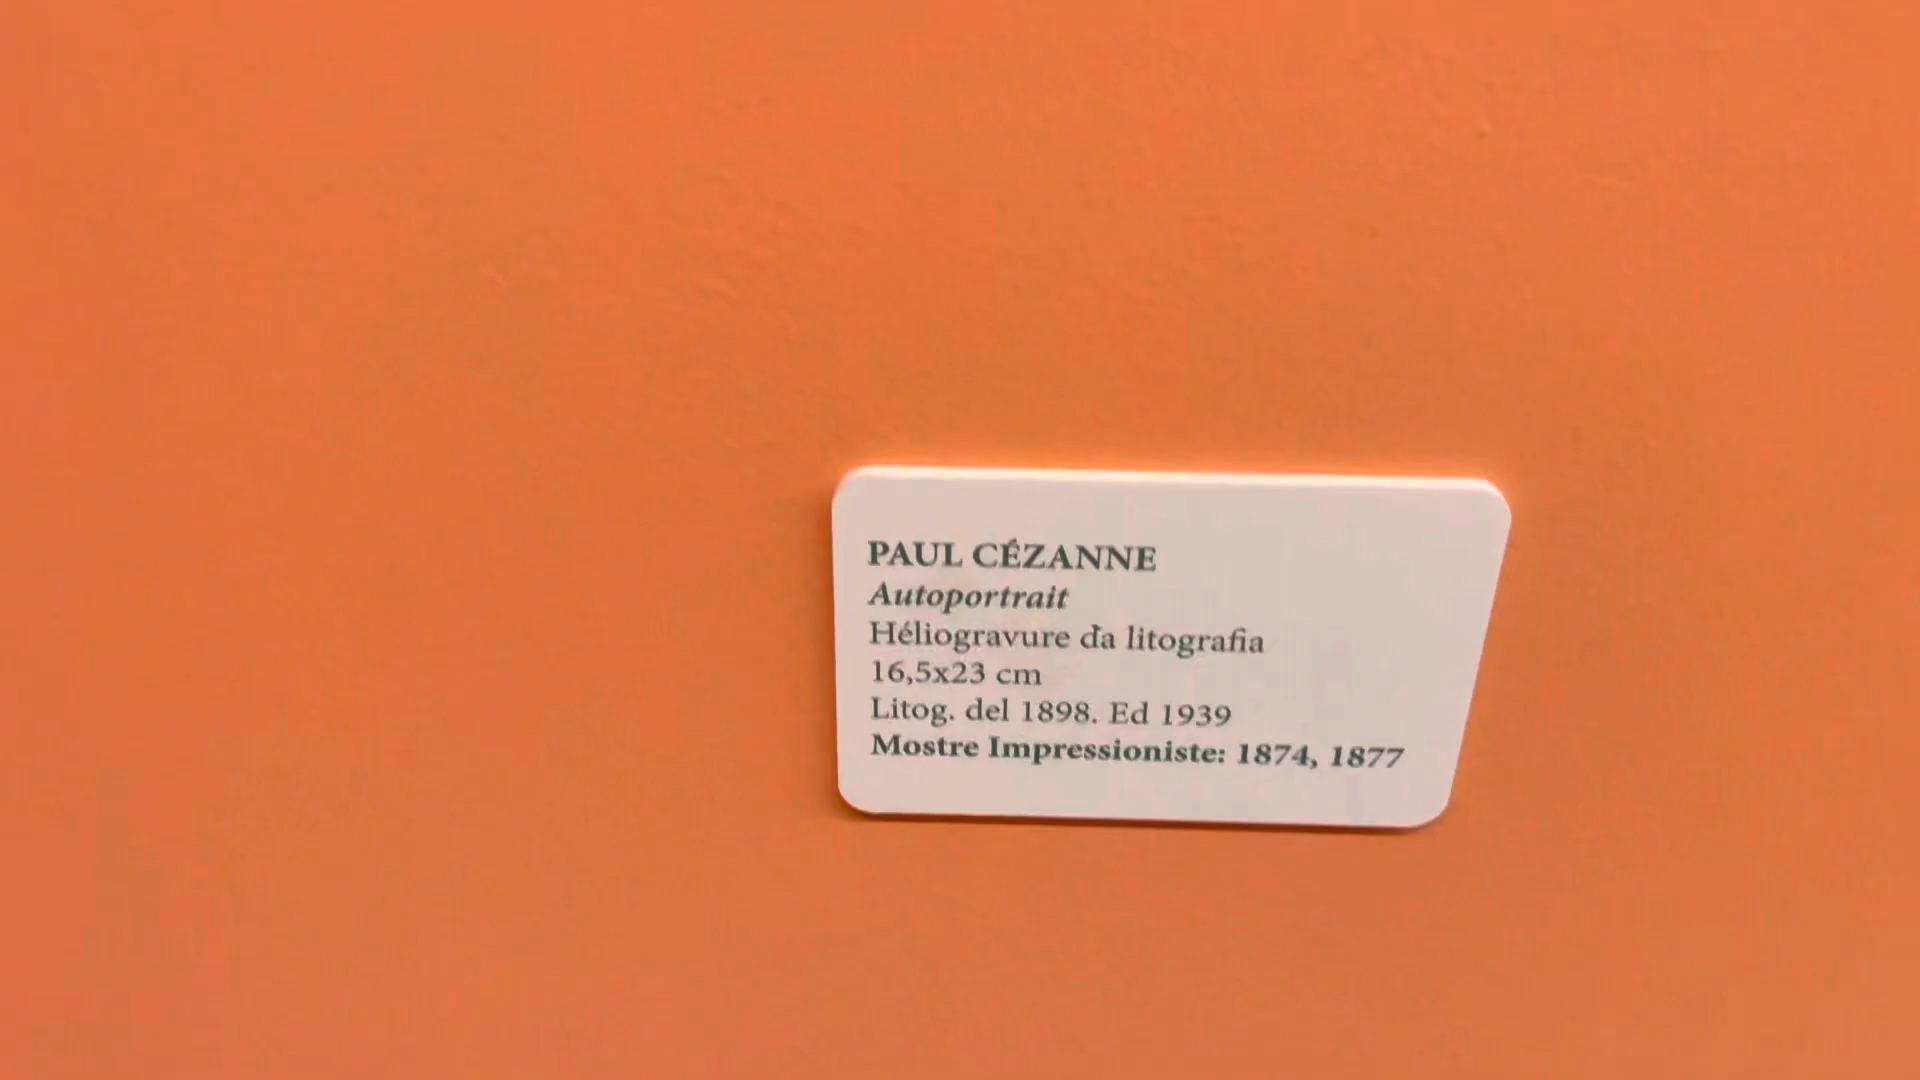 PAUL CÉZANNE
Autoportrait
Héliogravure da litografia
16,5x23 cm
Litog. del 1898. Ed 1939
Mostre Impressioniste: 1874, 1877